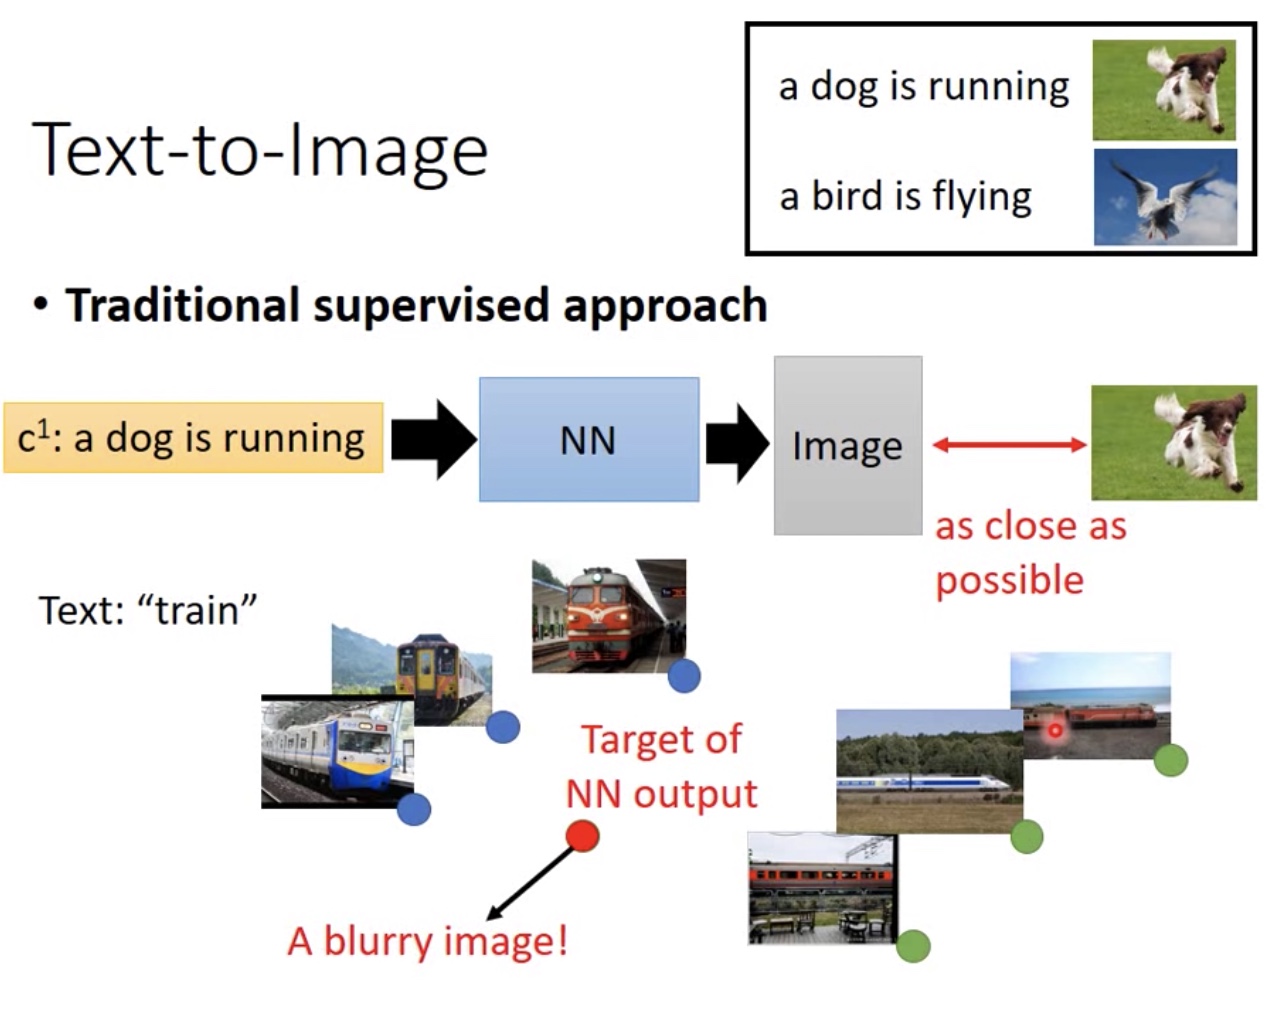 a dog is running
Text-to-Image
a bird is flying
• Traditional supervised approach
c¹: a dog is running
NN
Image
as close as
possible
Text: “train”
Target of
NN output
A blurry image!